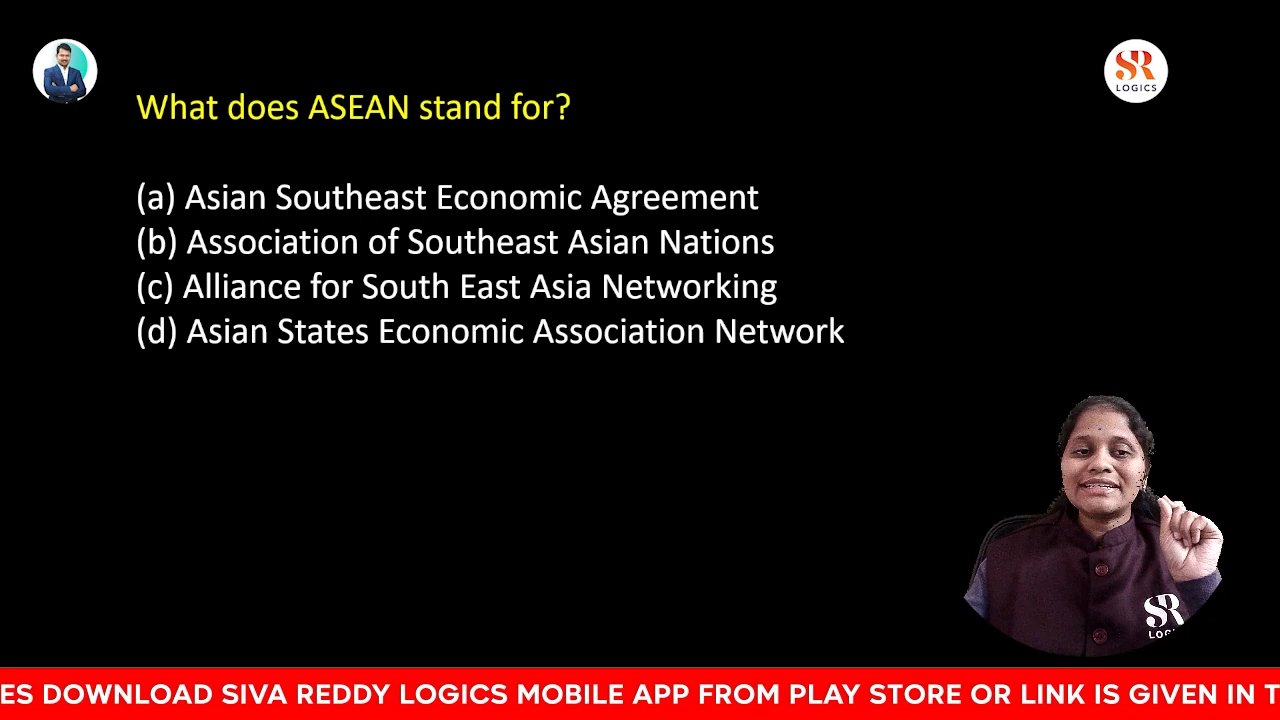 SR
LOGICS
What does ASEAN stand for?
(a) Asian Southeast Economic Agreement
(b) Association of Southeast Asian Nations
(c) Alliance for South East Asia Networking
(d) Asian States Economic Association Network
SR
LOGI
ES DOWNLOAD SIVA REDDY LOGICS MOBILE APP FROM PLAY STORE OR LINK IS GIVEN IN T